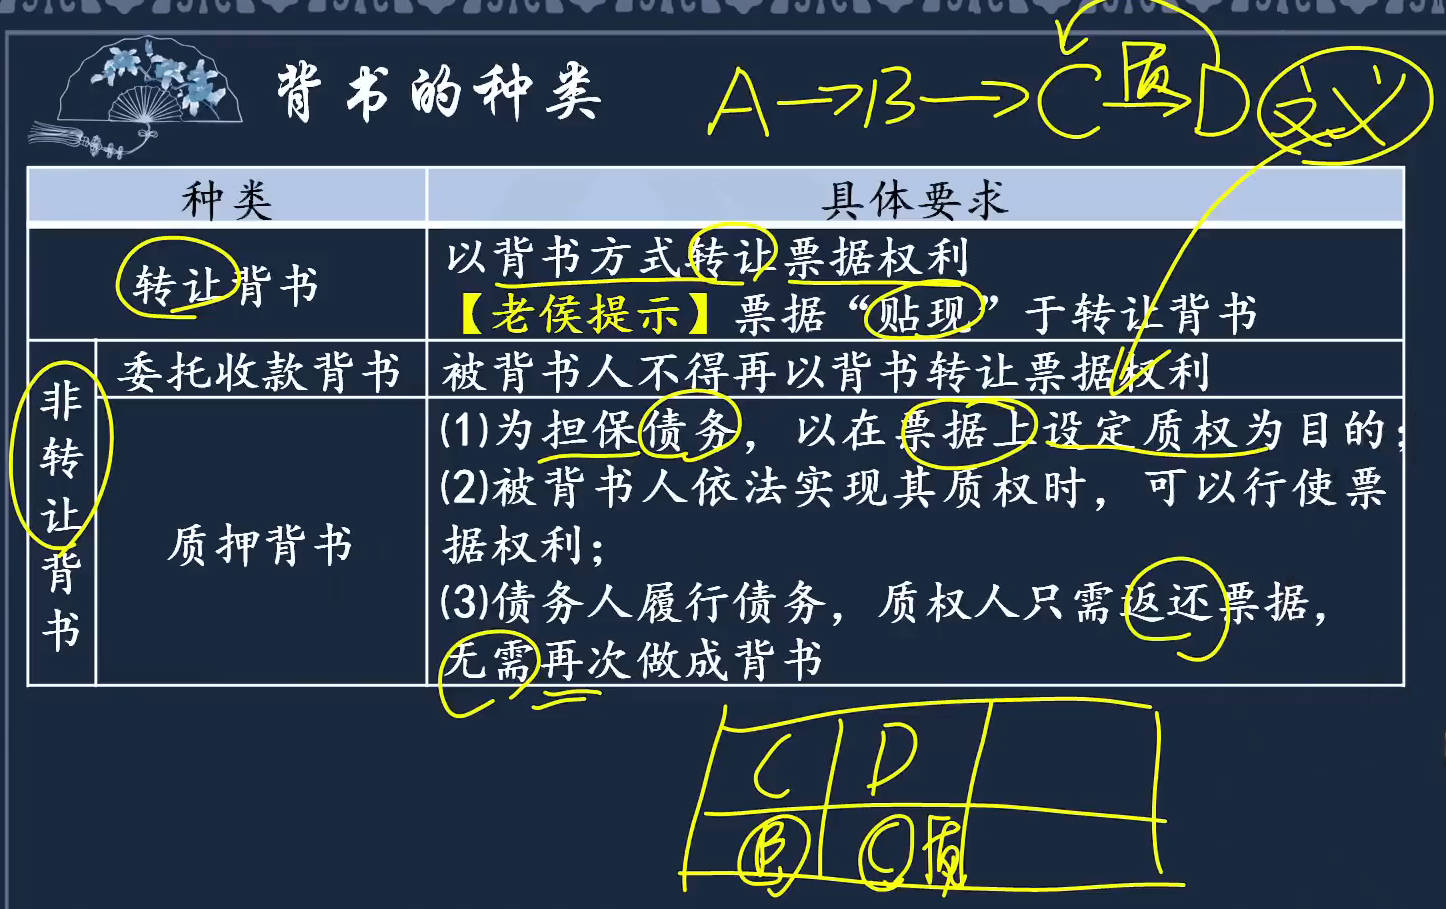 背书的种类
A→B→C 质→ D 文义
种类
具体要求
转让背书
以背书方式转让票据权利
【老侯提示】票据“贴现”于转让背书
非转让背书
委托收款背书
被背书人不得再以背书转让票据权利
质押背书
(1)为担保债务，以在票据上设定质权为目的；
(2)被背书人依法实现其质权时，可以行使票
据权利；
(3)债务人履行债务，质权人只需返还票据，
无需再次做成背书
C D
B C 质